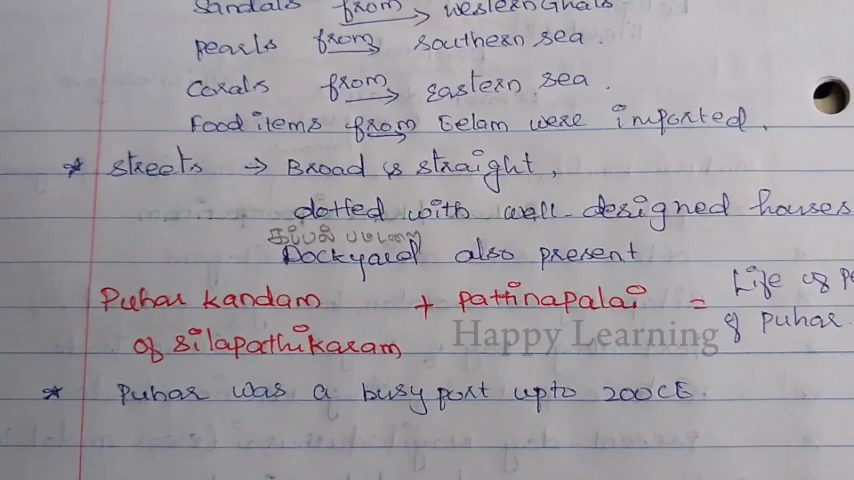 Sandals from → Western Ghats
Pearls from → Southern sea.
Corals from → Eastern sea.
Food items from → Eelam were imported.
* Streets → Broad & straight,
dotted with well-designed houses
கப்பல் பட்டறை
Dockyard also present
Puhar kandam + Pattinapalai = Life of
of Silapathikaram of Puhar.
Happy Learning
* Puhar was a busy port upto 200CE.